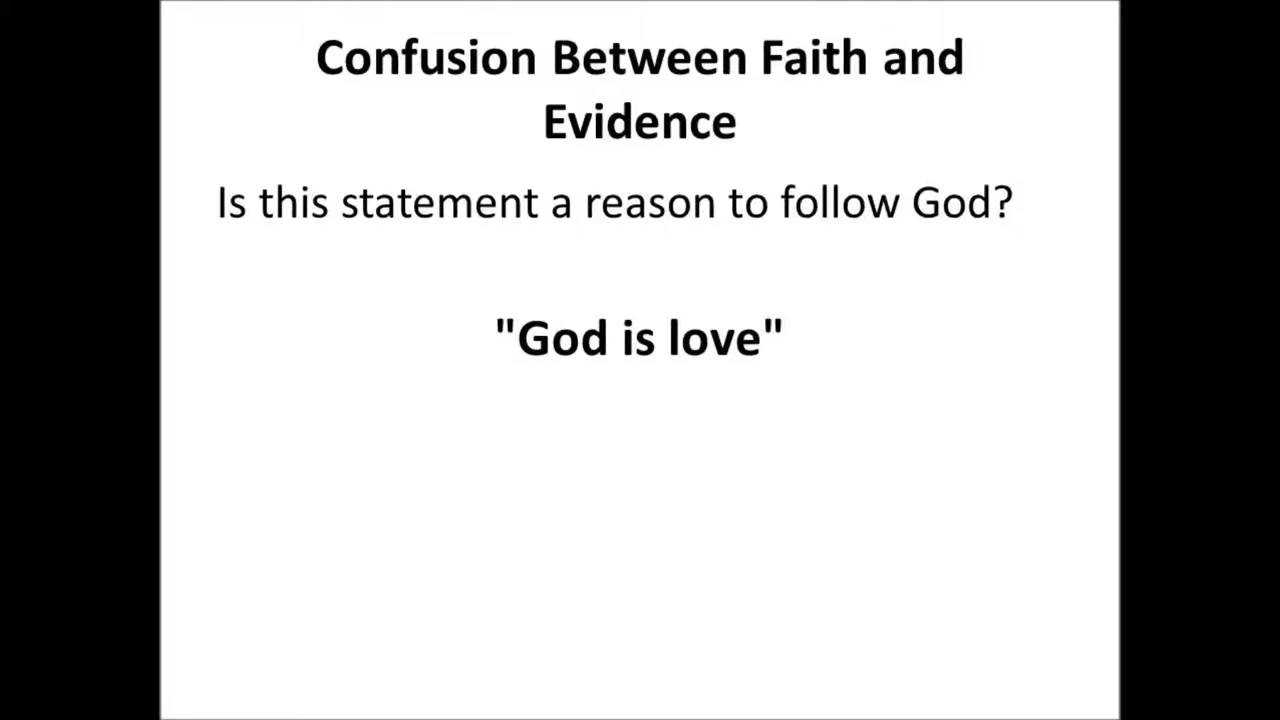 Confusion Between Faith and
Evidence
Is this statement a reason to follow God?
"God is love"